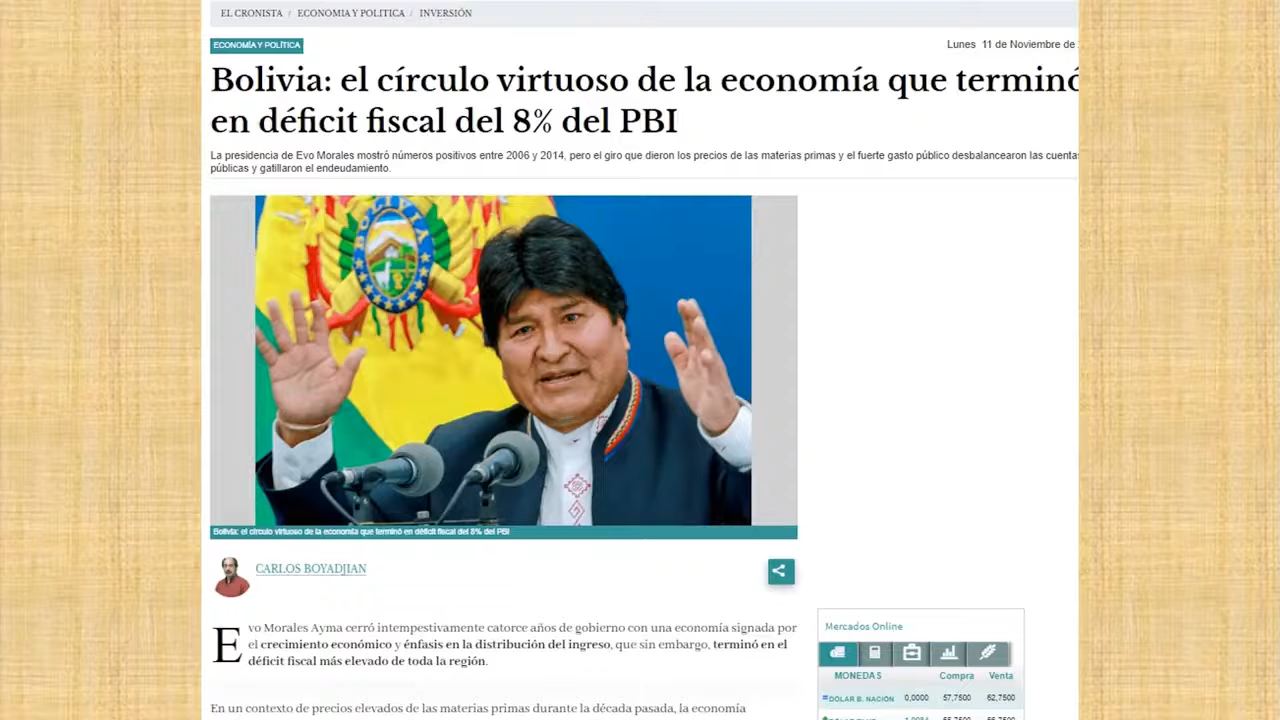 EL CRONISTA / ECONOMIA Y POLITICA / INVERSIÓN
ECONOMÍA Y POLÍTICA
Lunes 11 de Noviembre de
Bolivia: el círculo virtuoso de la economía que terminó
en déficit fiscal del 8% del PBI
La presidencia de Evo Morales mostró números positivos entre 2006 y 2014, pero el giro que dieron los precios de las materias primas y el fuerte gasto público desbalancearon las cuentas
públicas y gatillaron el endeudamiento.
BOLIVIA
Bolivia: el círculo virtuoso de la economía que terminó en déficit fiscal del 8% del PBI
CARLOS BOYADJIAN
Evo Morales Ayma cerró intempestivamente catorce años de gobierno con una economía signada por
el crecimiento económico y énfasis en la distribución del ingreso, que sin embargo, terminó en el
déficit fiscal más elevado de toda la región.
En un contexto de precios elevados de las materias primas durante la década pasada, la economía
Mercados Online
MONEDAS Compra Venta
DOLAR B. NACION 0,0000 57,7500 62,7500